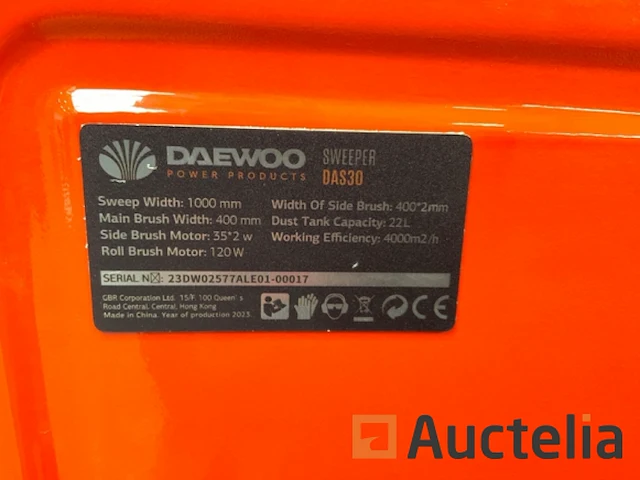 DAEWOO
POWER PRODUCTS
SWEEPER
DAS30
Sweep Width: 1000 mm
Main Brush Width: 400 mm
Side Brush Motor: 35*2 w
Roll Brush Motor: 120W
Width Of Side Brush: 400*2mm
Dust Tank Capacity: 22L
Working Efficiency: 4000m2/h
SERIAL N☒: 23DW02577ALE01-00017
GBR Corporation Ltd. 15/F 100 Queen`s
Road Central, Central, Hong Kong
Made in China. Year of production 2023.
CE
Auctelia